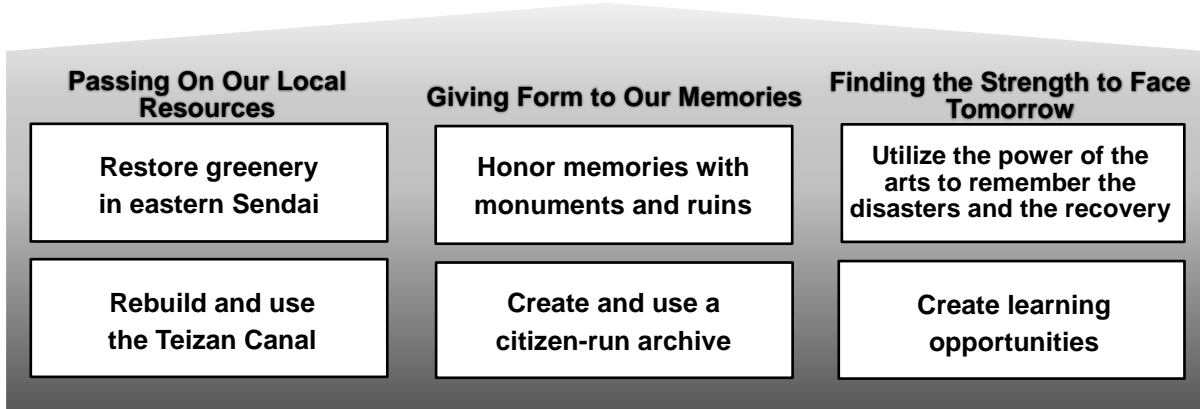 Passing On Our Local
Resources
Restore greenery
in eastern Sendai
Rebuild and use
the Teizan Canal
Giving Form to Our Memories
Honor memories with
monuments and ruins
Create and use a
citizen-run archive
Finding the Strength to Face
Tomorrow
Utilize the power of the
arts to remember the
disasters and the recovery
Create learning
opportunities